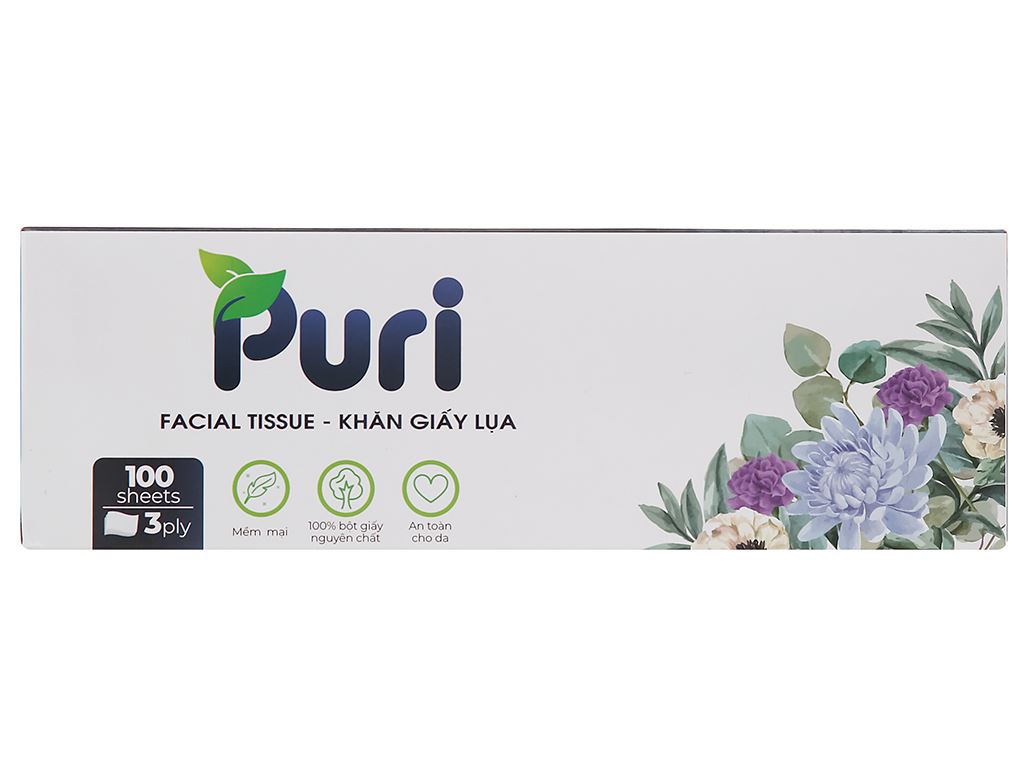 Puri
FACIAL TISSUE - KHĂN GIẤY LỤA
100
sheets
3ply
Mềm mại
100% bột giấy
nguyên chất
An toàn
cho da